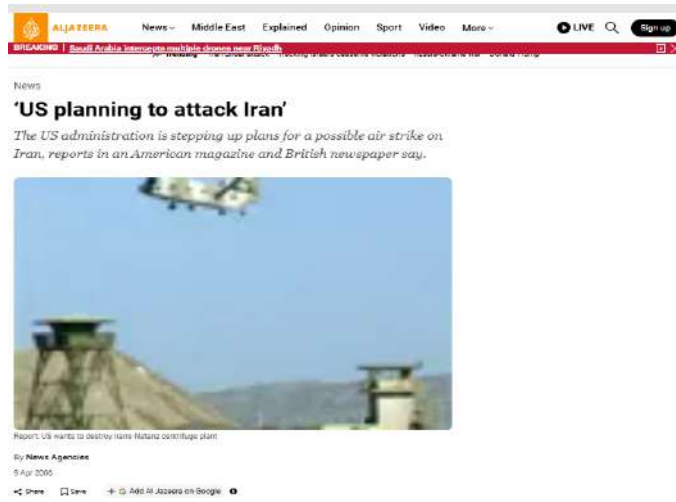 ALJAZEERA News Middle East Explained Opinion Sport Video More LIVE Sign up
BREAKING | Saudi Arabia intercepts multiple drones near Riyadh
News
‘US planning to attack Iran’
The US administration is stepping up plans for a possible air strike on
Iran, reports in an American magazine and British newspaper say.
Report: US wants to destroy Irans Natanz centrifuge plant
By News Agencies
9 Apr 2006
Share Save Add Al Jazeera on Google